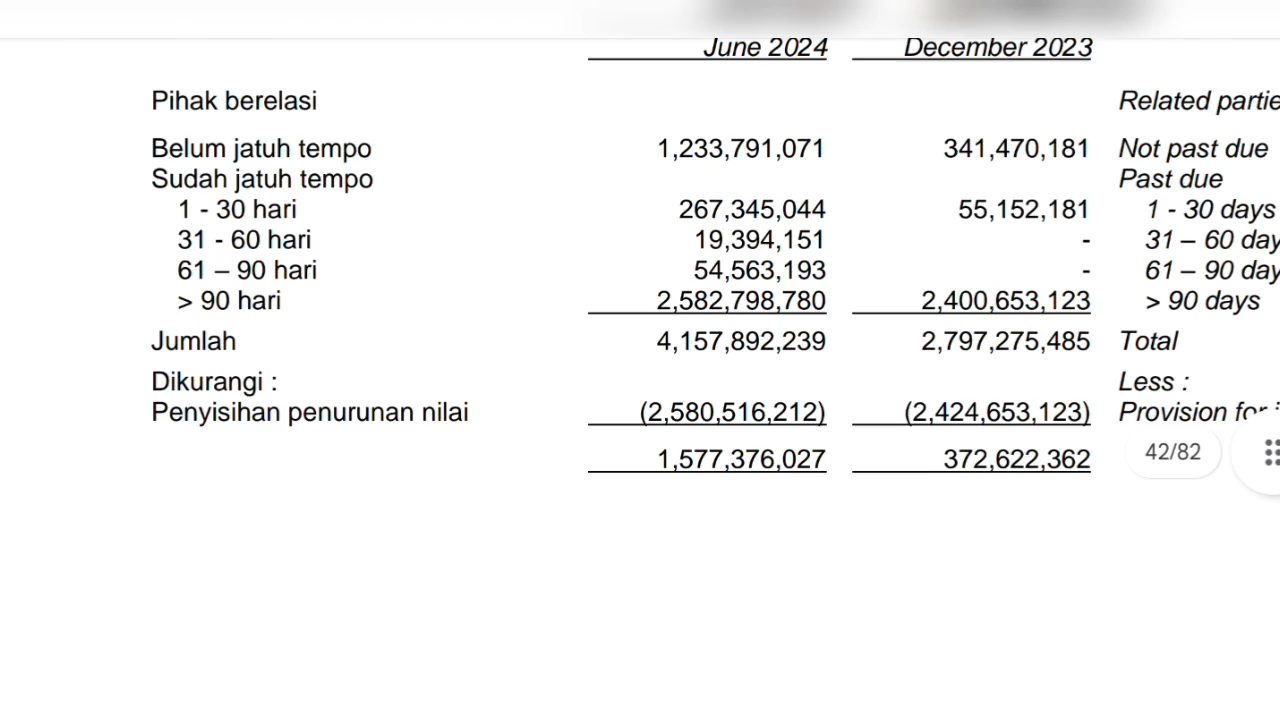 June 2024 December 2023
Pihak berelasi Related partie
Belum jatuh tempo 1,233,791,071 341,470,181 Not past due
Sudah jatuh tempo Past due
1 - 30 hari 267,345,044 55,152,181 1 - 30 days
31 - 60 hari 19,394,151 - 31 – 60 day
61 – 90 hari 54,563,193 - 61 – 90 day
> 90 hari 2,582,798,780 2,400,653,123 > 90 days
Jumlah 4,157,892,239 2,797,275,485 Total
Dikurangi : Less :
Penyisihan penurunan nilai (2,580,516,212) (2,424,653,123) Provision for
1,577,376,027 372,622,362 42/82